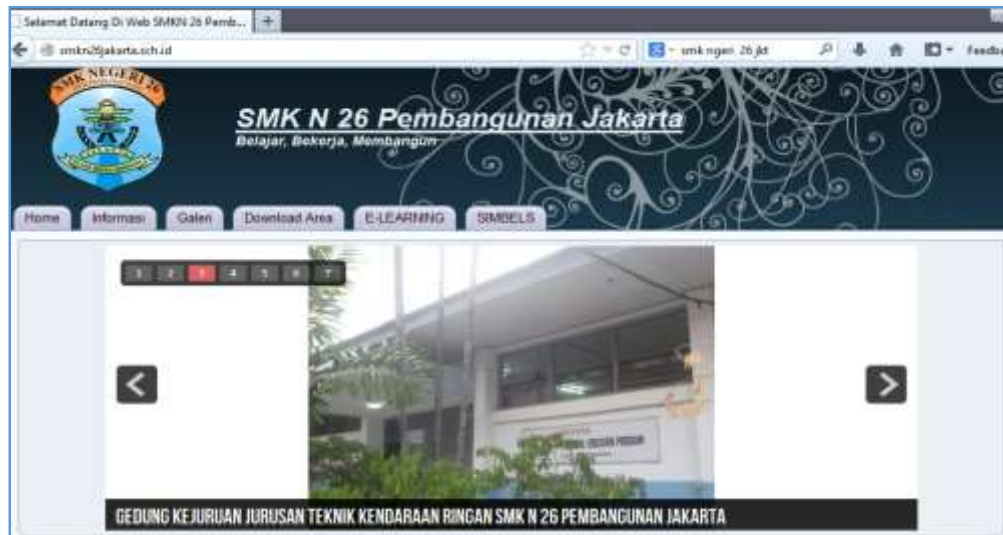 Selamat Datang Di Web SMKN 26 Pemb...
smkn26jakarta.sch.id
smk ngeri 26 jkt
Feedba
SMK NEGERI 26
SMK N 26 Pembangunan Jakarta
Belajar, Bekerja, Membangun
Home Informasi Galeri Download Area E-LEARNING SIMBELS
1 2 3 4 5 6 7
GEDUNG KEJURUAN JURUSAN TEKNIK KENDARAAN RINGAN SMK N 26 PEMBANGUNAN JAKARTA